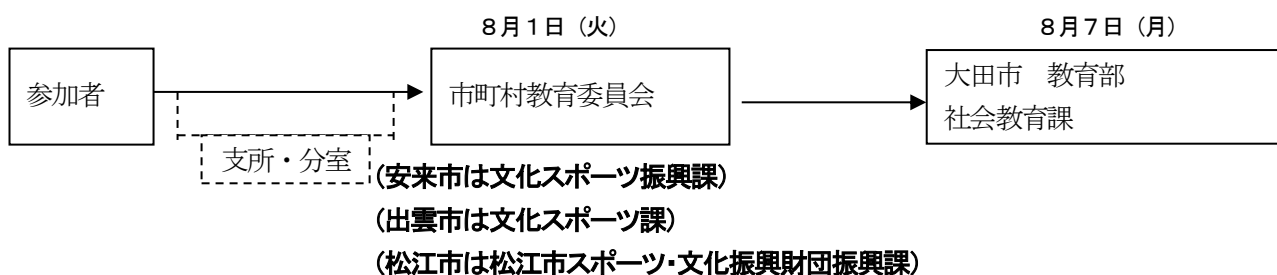 8月1日（火）
8月7日（月）
参加者
市町村教育委員会
大田市　教育部
社会教育課
支所・分室
（安来市は文化スポーツ振興課）
（出雲市は文化スポーツ課）
（松江市は松江市スポーツ・文化振興財団振興課）